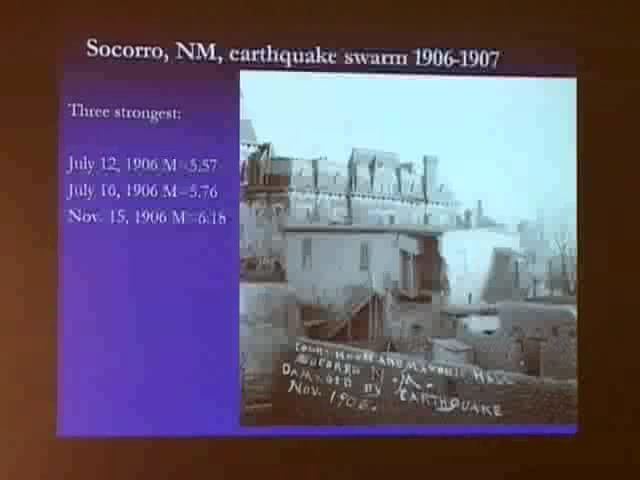 Socorro, NM, earthquake swarm 1906-1907
Three strongest:
July 12, 1906 M=5.57
July 16, 1906 M=5.76
Nov. 15, 1906 M=6.18
COURT HOUSE AND MASONIC HALL
SOCORRO N.M.
DAMAGED BY EARTHQUAKE
NOV. 1906.